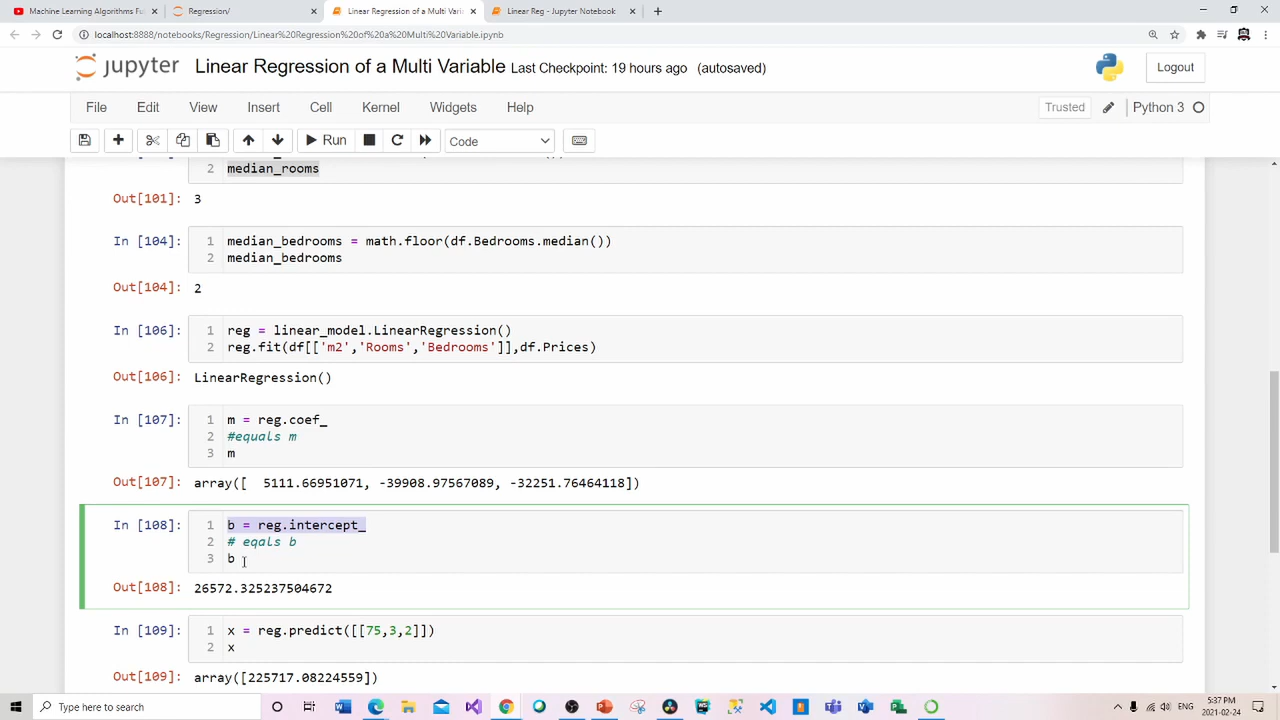 Machine Learning Algorithms Fu
Regression/
Linear Regression of a Multi Varia
Linear Reg - Jupyter Notebook
localhost:8888/notebooks/Regression/Linear%20Regression%20of%20a%20Multi%20Variable.ipynb
jupyter Linear Regression of a Multi Variable Last Checkpoint: 19 hours ago (autosaved)
Logout
File Edit View Insert Cell Kernel Widgets Help
Trusted Python 3
Run Code
2 median_rooms
Out[101]: 3
In [104]: 1 median_bedrooms = math.floor(df.Bedrooms.median())
2 median_bedrooms
Out[104]: 2
In [106]: 1 reg = linear_model.LinearRegression()
2 reg.fit(df[['m2','Rooms','Bedrooms']],df.Prices)
Out[106]: LinearRegression()
In [107]: 1 m = reg.coef_
2 #equals m
3 m
Out[107]: array([ 5111.66951071, -39908.97567089, -32251.76464118])
In [108]: 1 b = reg.intercept_
2 # eqals b
3 b
Out[108]: 26572.325237504672
In [109]: 1 x = reg.predict([[75,3,2]])
2 x
Out[109]: array([225717.08224559])
Type here to search
ENG
5:37 PM
2021-02-24